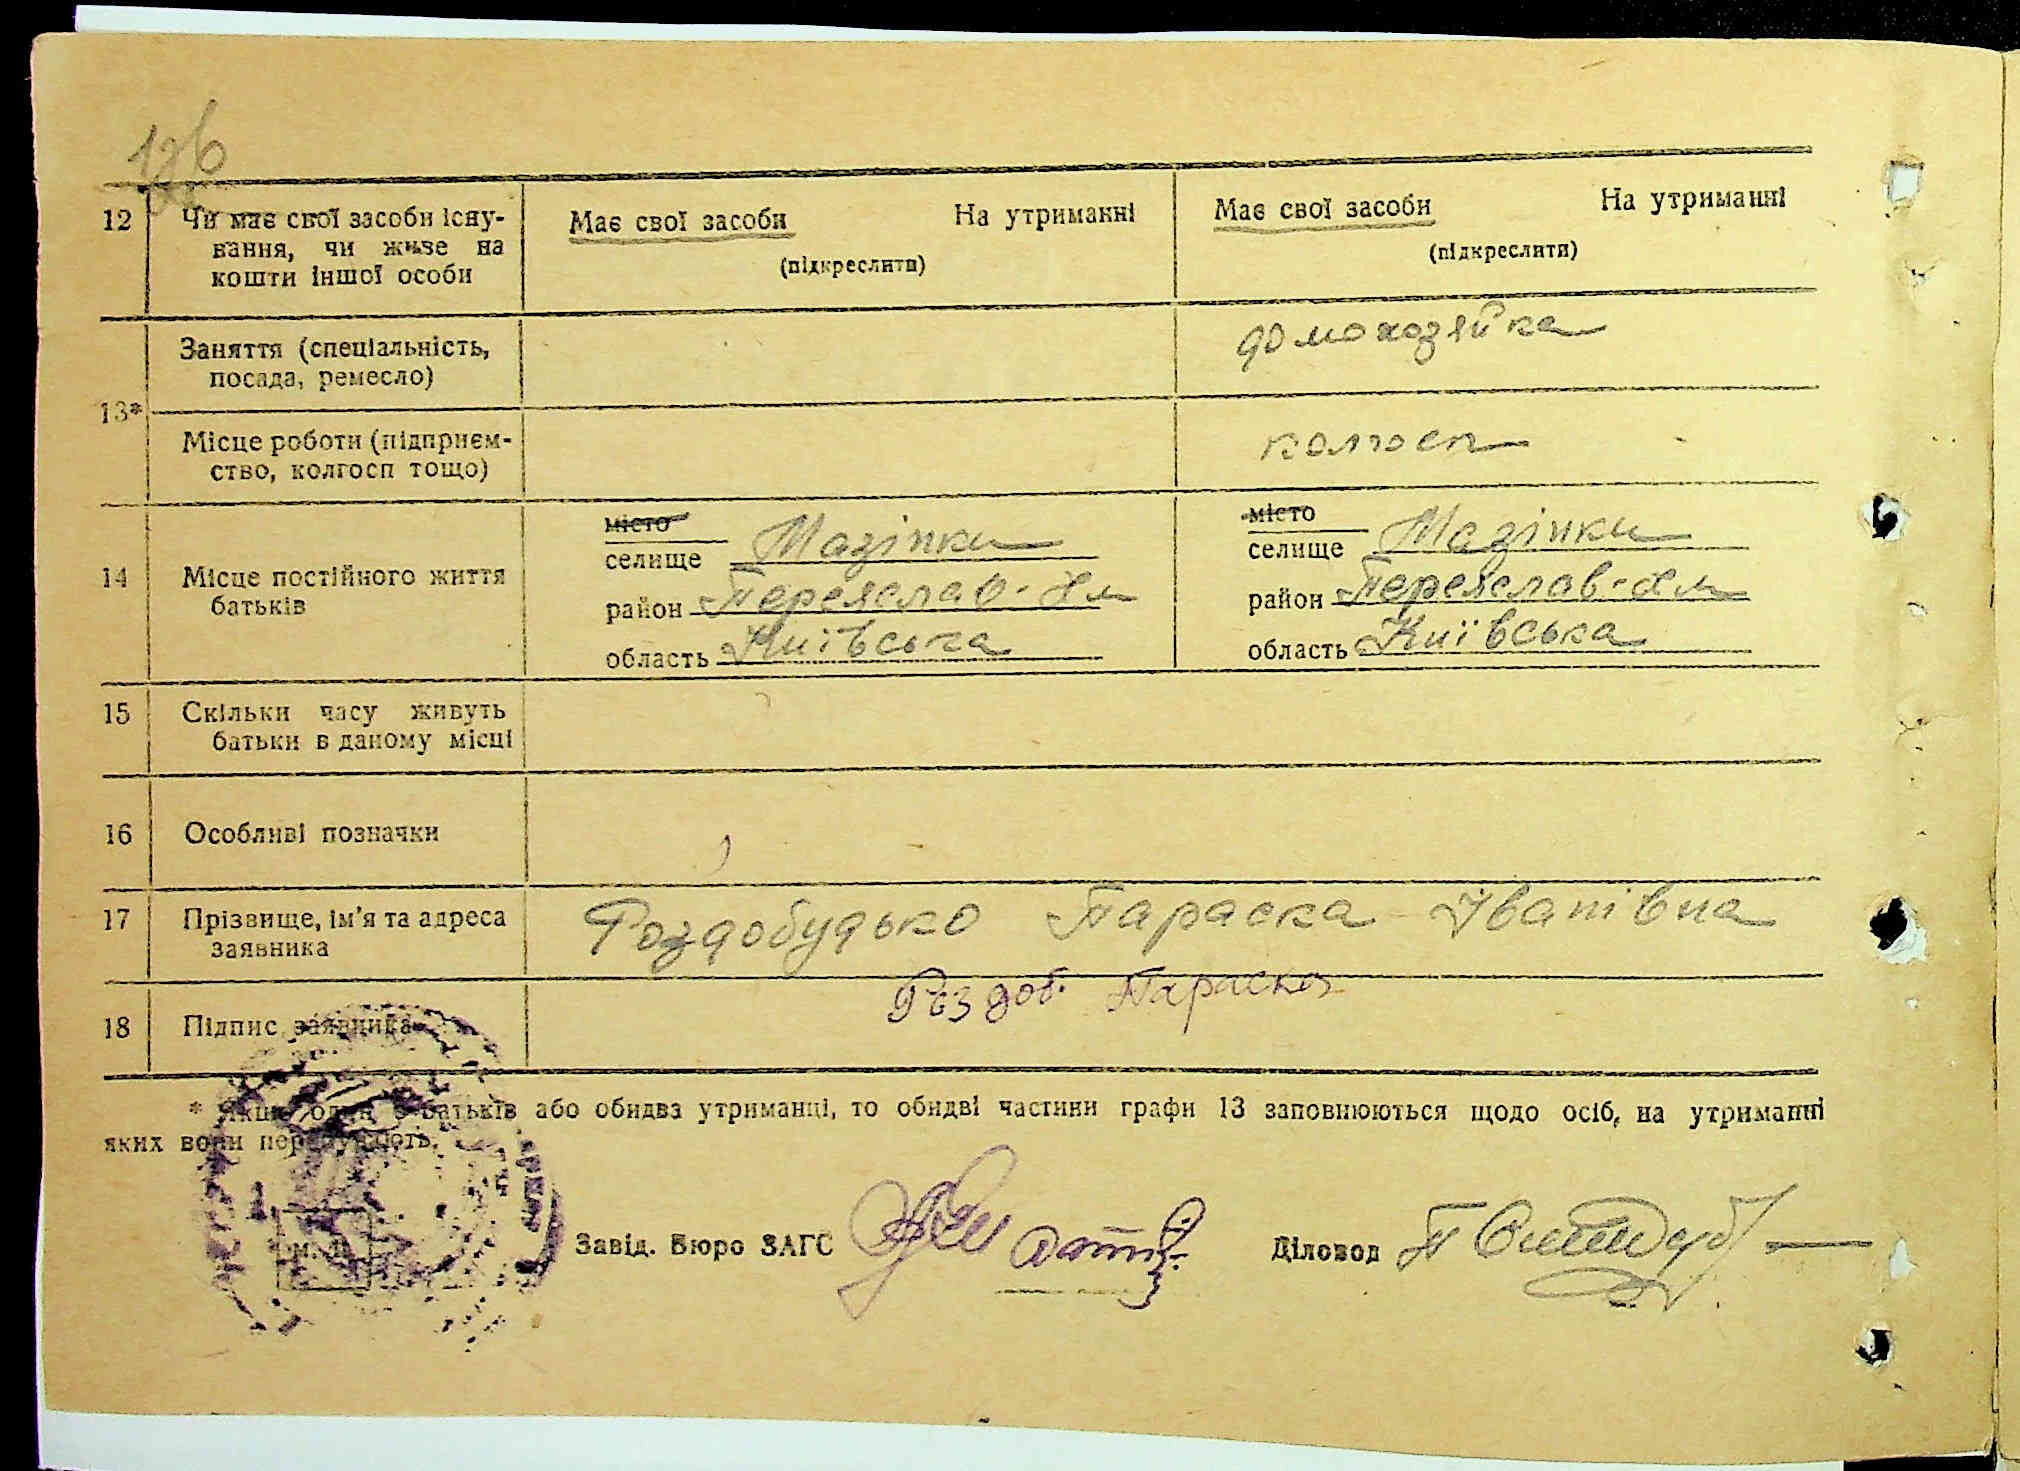 12 Чи має свої засоби існу-
вання, чи живе на
кошти іншої особи
Має свої засоби На утриманні
(підкреслити)
Має свої засоби На утриманні
(підкреслити)
13*
Заняття (спеціальність,
посада, ремесло)
домохозяйка
Місце роботи (підприєм-
ство, колгосп тощо)
колгосп
14 Місце постійного життя
батьків
місто
селище Мазінки
район Переяслав-Хм
область Київська
місто
селище Мазінки
район Переяслав-Хм
область Київська
15 Скільки часу живуть
батьки в даному місці
16 Особливі позначки
17 Прізвище, ім'я та адреса
заявника
Роздобудько Параска Іванівна
18 Підпис заявника
Розdоб. Параска
* Якщо один з батьків або обидва утриманці, то обидві частини графи 13 заповнюються щодо осіб, на утриманні
яких вони перебувають.
М. П.
Завід. Бюро ЗАГС
Діловод